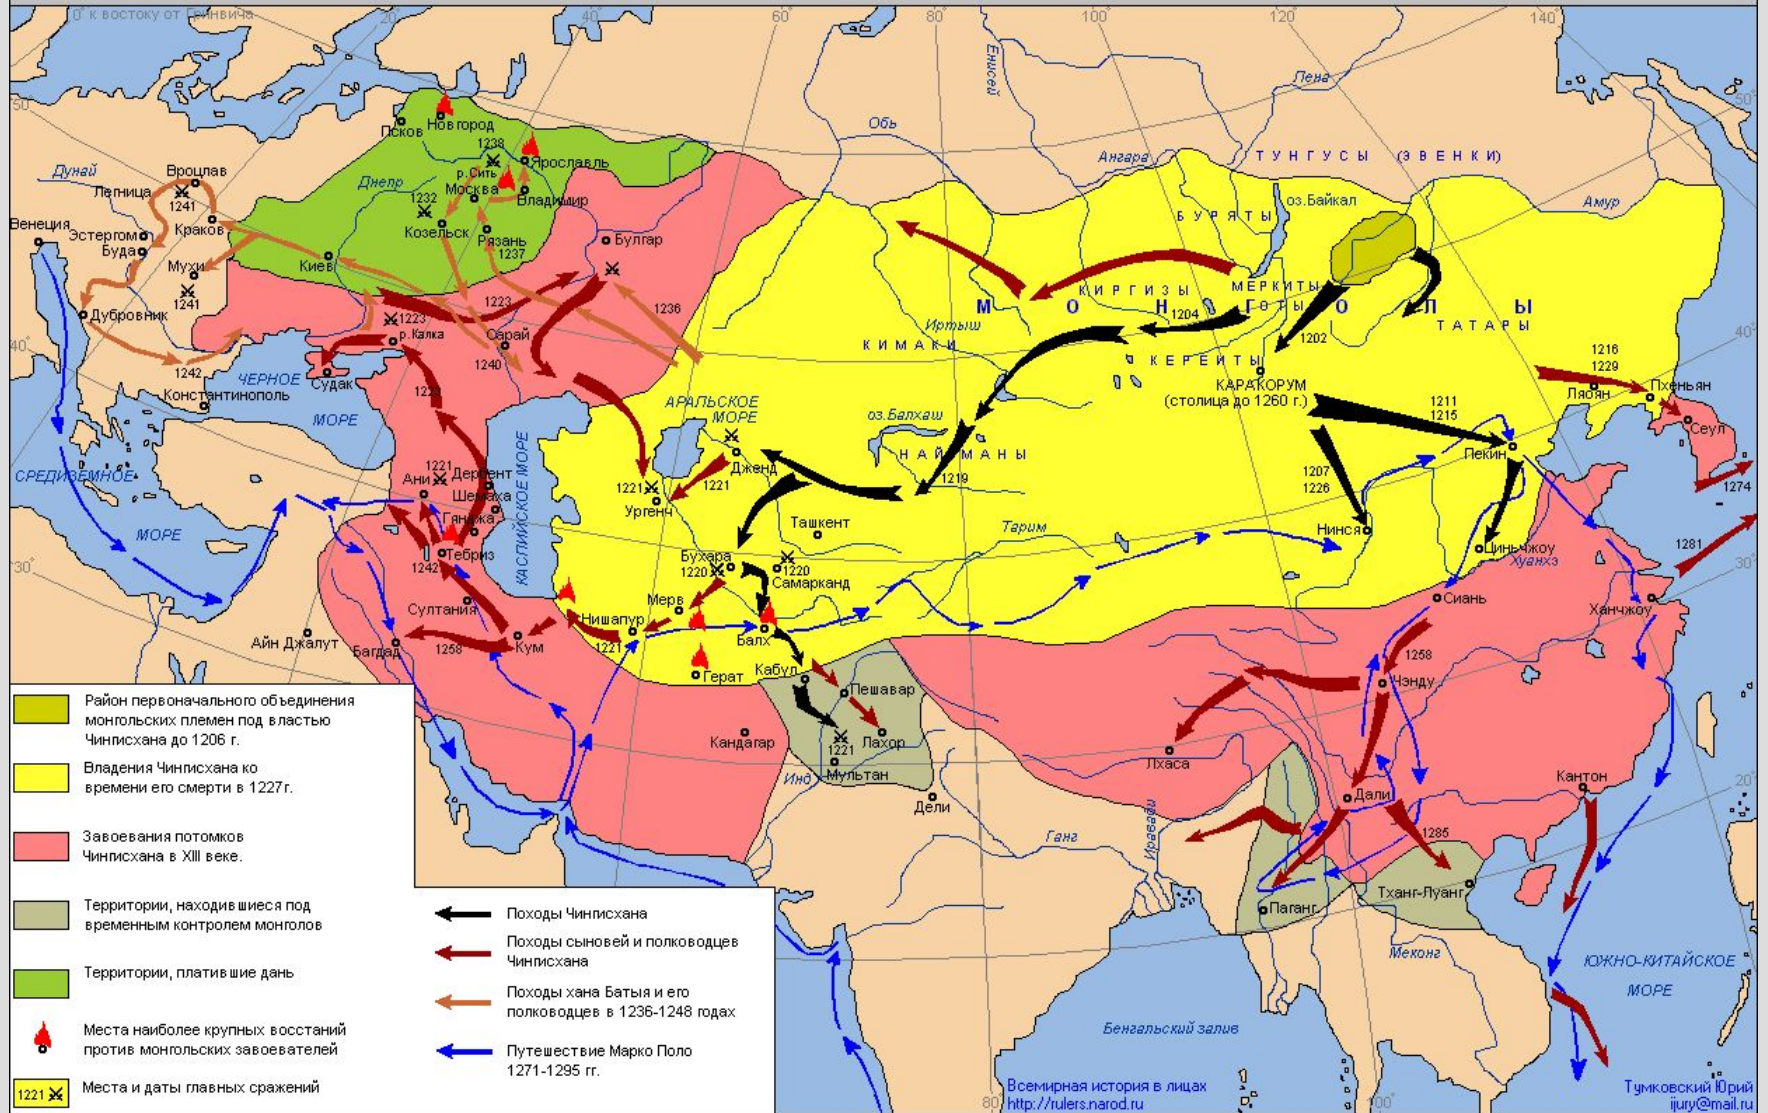 0° к востоку от Гринвича
20°
40°
60°
80°
100°
120°
140°
50°
50°
40°
40°
30°
30°
20°
80°
100°
Енисей
Лена
Обь
Ангара
ТУНГУСЫ (ЭВЕНКИ)
Амур
оз.Байкал
БУРЯТЫ
Псков
Новгород
1238
Ярославль
р.Сить
Москва
Владимир
Днепр
1232
Козельск
Рязань
1237
Булгар
Киев
Дунай
Вроцлав
Легница
1241
Краков
Венеция
Эстергом
Буда
Мухи
1241
Дубровник
1242
Константинополь
ЧЕРНОЕ
МОРЕ
Судак
1223
р.Калка
1223
Сарай
1240
1236
1223
КИРГИЗЫ
МЕРКИТЫ
ГОТЫ
МОНГОЛЫ
ТАТАРЫ
1204
1202
Иртыш
КИМАКИ
КЕРЕИТЫ
КАРАКОРУМ
(столица до 1260 г.)
1216
1229
Ляоян
Пхеньян
Сеул
1211
1215
Пекин
1274
1281
1207
1226
Нинся
Циньчжоу
Хуанхэ
Сиань
Ханчжоу
АРАЛЬСКОЕ
МОРЕ
оз.Балхаш
НАЙМАНЫ
1219
Дженд
1221
1221
Ургенч
Ташкент
Тарим
Бухара
1220
1220
Самарканд
Мерв
Нишапур
1221
Балх
Герат
Кабул
Пешавар
Лахор
1221
Мультан
Инд
Кандагар
Дели
Ганг
Иравади
СРЕДИЗЕМНОЕ
МОРЕ
КАСПИЙСКОЕ МОРЕ
1221
Ани
Дербент
Шемаха
Гянджа
Тебриз
1242
Султания
Айн Джалут
Багдад
1258
Кум
1258
Чэнду
Лхаса
Дали
Кантон
1285
Тханг-Луанг
Паганг
Меконг
ЮЖНО-КИТАЙСКОЕ
МОРЕ
Бенгальский залив
Район первоначального объединения
монгольских племен под властью
Чингисхана до 1206 г.
Владения Чингисхана ко
времени его смерти в 1227г.
Завоевания потомков
Чингисхана в XIII веке.
Территории, находившиеся под
временным контролем монголов
Территории, платившие дань
Места наиболее крупных восстаний
против монгольских завоевателей
1221 Места и даты главных сражений
Походы Чингисхана
Походы сыновей и полководцев
Чингисхана
Походы хана Батыя и его
полководцев в 1236-1248 годах
Путешествие Марко Поло
1271-1295 гг.
Всемирная история в лицах
http://rulers.narod.ru
Тумковский Юрий
ijury@mail.ru